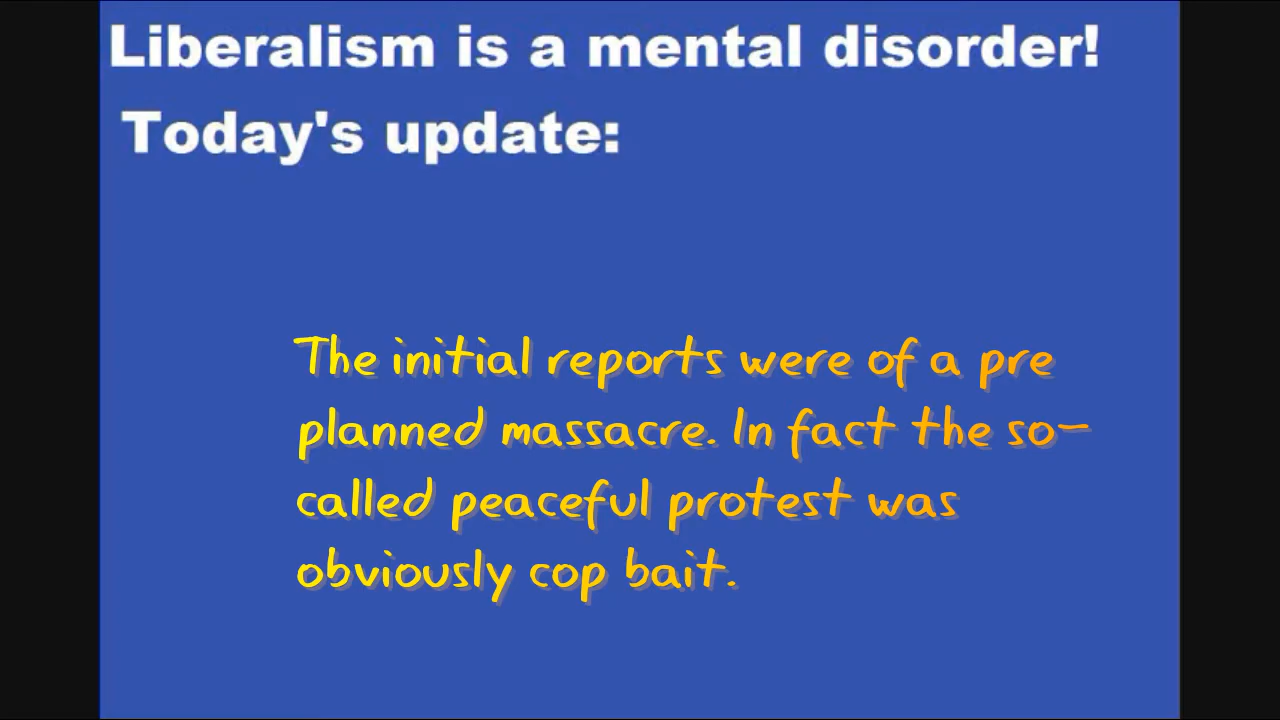 Liberalism is a mental disorder!
Today's update:
The initial reports were of a pre
planned massacre. In fact the so-
called peaceful protest was
obviously cop bait.